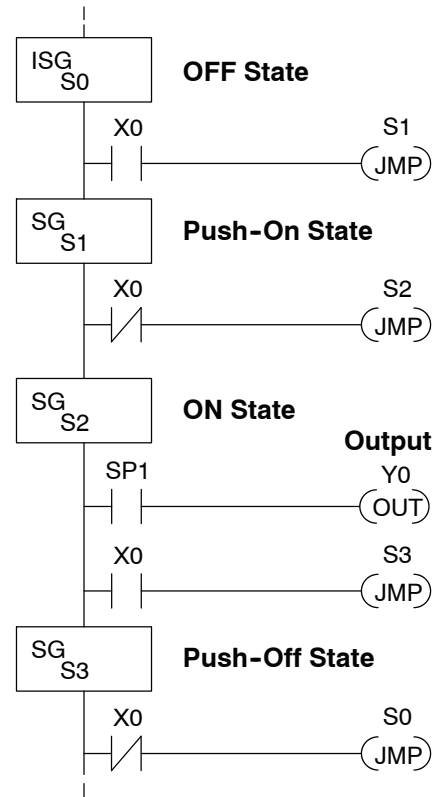 ISG
S0
OFF State
X0
S1
JMP
SG
S1
Push-On State
X0
S2
JMP
SG
S2
ON State
Output
SP1
Y0
OUT
X0
S3
JMP
SG
S3
Push-Off State
X0
S0
JMP